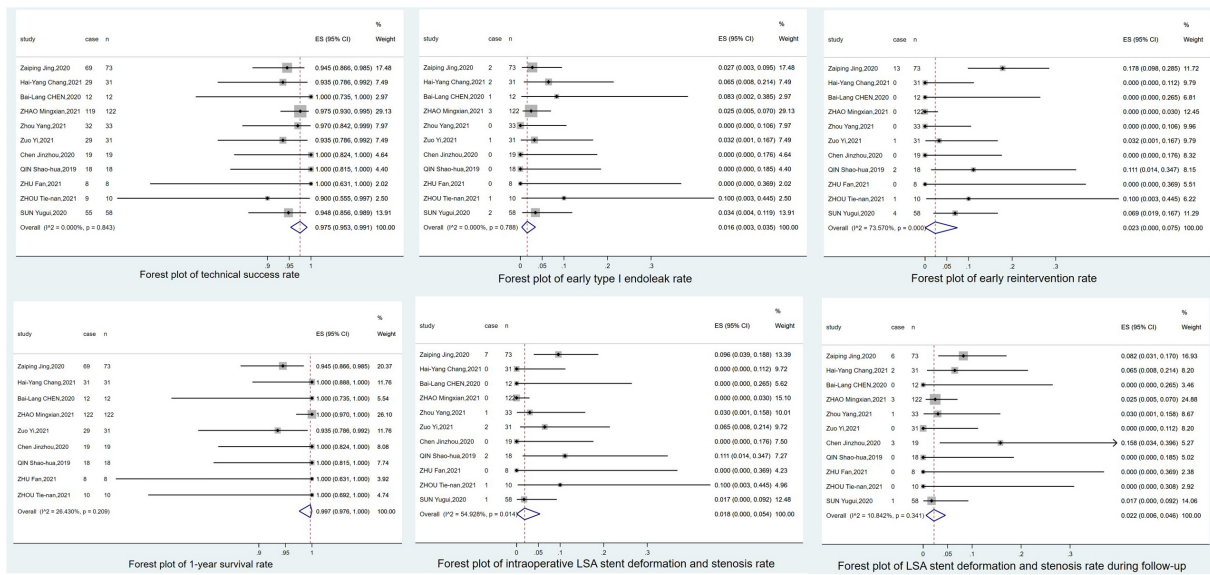 %
study case n ES (95% CI) Weight
Zaiping Jing,2020 69 73 0.945 (0.866, 0.985) 17.48
Hai-Yang Chang,2021 29 31 0.935 (0.786, 0.992) 7.49
Bai-Lang CHEN,2020 12 12 1.000 (0.735, 1.000) 2.97
ZHAO Mingxian,2021 119 122 0.975 (0.930, 0.995) 29.13
Zhou Yang,2021 32 33 0.970 (0.842, 0.999) 7.97
Zuo Yi,2021 29 31 0.935 (0.786, 0.992) 7.49
Chen Jinzhou,2020 19 19 1.000 (0.824, 1.000) 4.64
QIN Shao-hua,2019 18 18 1.000 (0.815, 1.000) 4.40
ZHU Fan,2021 8 8 1.000 (0.631, 1.000) 2.02
ZHOU Tie-nan,2021 9 10 0.900 (0.555, 0.997) 2.50
SUN Yugui,2020 55 58 0.948 (0.856, 0.989) 13.91
Overall (I^2 = 0.000%, p = 0.843) 0.975 (0.953, 0.991) 100.00
.9 .95 1
Forest plot of technical success rate
%
study case n ES (95% CI) Weight
Zaiping Jing,2020 2 73 0.027 (0.003, 0.095) 17.48
Hai-Yang Chang,2021 2 31 0.065 (0.008, 0.214) 7.49
Bai-Lang CHEN,2020 1 12 0.083 (0.002, 0.385) 2.97
ZHAO Mingxian,2021 3 122 0.025 (0.005, 0.070) 29.13
Zhou Yang,2021 0 33 0.000 (0.000, 0.106) 7.97
Zuo Yi,2021 1 31 0.032 (0.001, 0.167) 7.49
Chen Jinzhou,2020 0 19 0.000 (0.000, 0.176) 4.64
QIN Shao-hua,2019 0 18 0.000 (0.000, 0.185) 4.40
ZHU Fan,2021 0 8 0.000 (0.000, 0.369) 2.02
ZHOU Tie-nan,2021 1 10 0.100 (0.003, 0.445) 2.50
SUN Yugui,2020 2 58 0.034 (0.004, 0.119) 13.91
Overall (I^2 = 0.000%, p = 0.788) 0.016 (0.003, 0.035) 100.00
0 .05 .1 .2 .3
Forest plot of early type I endoleak rate
%
study case n ES (95% CI) Weight
Zaiping Jing,2020 13 73 0.178 (0.098, 0.285) 11.72
Hai-Yang Chang,2021 0 31 0.000 (0.000, 0.112) 9.79
Bai-Lang CHEN,2020 0 12 0.000 (0.000, 0.265) 6.81
ZHAO Mingxian,2021 0 122 0.000 (0.000, 0.030) 12.45
Zhou Yang,2021 0 33 0.000 (0.000, 0.106) 9.96
Zuo Yi,2021 1 31 0.032 (0.001, 0.167) 9.79
Chen Jinzhou,2020 0 19 0.000 (0.000, 0.176) 8.32
QIN Shao-hua,2019 2 18 0.111 (0.014, 0.347) 8.15
ZHU Fan,2021 0 8 0.000 (0.000, 0.369) 5.51
ZHOU Tie-nan,2021 1 10 0.100 (0.003, 0.445) 6.22
SUN Yugui,2020 4 58 0.069 (0.019, 0.167) 11.29
Overall (I^2 = 73.570%, p = 0.000) 0.023 (0.000, 0.075) 100.00
0 .05 .1 .2 .3
Forest plot of early reintervention rate
%
study case n ES (95% CI) Weight
Zaiping Jing,2020 69 73 0.945 (0.866, 0.985) 20.37
Hai-Yang Chang,2021 31 31 1.000 (0.888, 1.000) 11.76
Bai-Lang CHEN,2020 12 12 1.000 (0.735, 1.000) 5.54
ZHAO Mingxian,2021 122 122 1.000 (0.970, 1.000) 26.10
Zuo Yi,2021 29 31 0.935 (0.786, 0.992) 11.76
Chen Jinzhou,2020 19 19 1.000 (0.824, 1.000) 8.08
QIN Shao-hua,2019 18 18 1.000 (0.815, 1.000) 7.74
ZHU Fan,2021 8 8 1.000 (0.631, 1.000) 3.92
ZHOU Tie-nan,2021 10 10 1.000 (0.692, 1.000) 4.74
Overall (I^2 = 26.430%, p = 0.209) 0.997 (0.976, 1.000) 100.00
.9 .95 1
Forest plot of 1-year survival rate
%
study case n ES (95% CI) Weight
Zaiping Jing,2020 7 73 0.096 (0.039, 0.188) 13.39
Hai-Yang Chang,2021 0 31 0.000 (0.000, 0.112) 9.72
Bai-Lang CHEN,2020 0 12 0.000 (0.000, 0.265) 5.62
ZHAO Mingxian,2021 0 122 0.000 (0.000, 0.030) 15.10
Zhou Yang,2021 1 33 0.030 (0.001, 0.158) 10.01
Zuo Yi,2021 2 31 0.065 (0.008, 0.214) 9.72
Chen Jinzhou,2020 0 19 0.000 (0.000, 0.176) 7.50
QIN Shao-hua,2019 2 18 0.111 (0.014, 0.347) 7.27
ZHU Fan,2021 0 8 0.000 (0.000, 0.369) 4.23
ZHOU Tie-nan,2021 1 10 0.100 (0.003, 0.445) 4.96
SUN Yugui,2020 1 58 0.017 (0.000, 0.092) 12.48
Overall (I^2 = 54.928%, p = 0.014) 0.018 (0.000, 0.054) 100.00
0 .05 .1 .2 .3
Forest plot of intraoperative LSA stent deformation and stenosis rate
%
study case n ES (95% CI) Weight
Zaiping Jing,2020 6 73 0.082 (0.031, 0.170) 16.93
Hai-Yang Chang,2021 2 31 0.065 (0.008, 0.214) 8.20
Bai-Lang CHEN,2020 0 12 0.000 (0.000, 0.265) 3.46
ZHAO Mingxian,2021 3 122 0.025 (0.005, 0.070) 24.88
Zhou Yang,2021 1 33 0.030 (0.001, 0.158) 8.67
Zuo Yi,2021 0 31 0.000 (0.000, 0.112) 8.20
Chen Jinzhou,2020 3 19 0.158 (0.034, 0.396) 5.27
QIN Shao-hua,2019 0 18 0.000 (0.000, 0.185) 5.02
ZHU Fan,2021 0 8 0.000 (0.000, 0.369) 2.38
ZHOU Tie-nan,2021 0 10 0.000 (0.000, 0.308) 2.92
SUN Yugui,2020 1 58 0.017 (0.000, 0.092) 14.06
Overall (I^2 = 10.842%, p = 0.341) 0.022 (0.006, 0.046) 100.00
0 .05 .1 .2 .3
Forest plot of LSA stent deformation and stenosis rate during follow-up